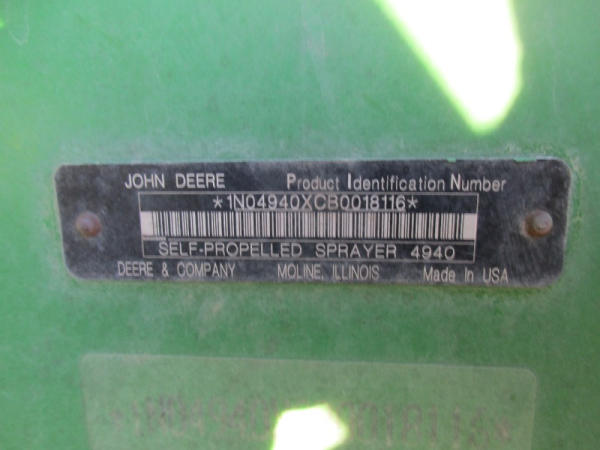 JOHN DEERE Product Identification Number
*1N04940XCB0018116*
SELF-PROPELLED SPRAYER 4940
DEERE & COMPANY MOLINE, ILLINOIS Made In USA